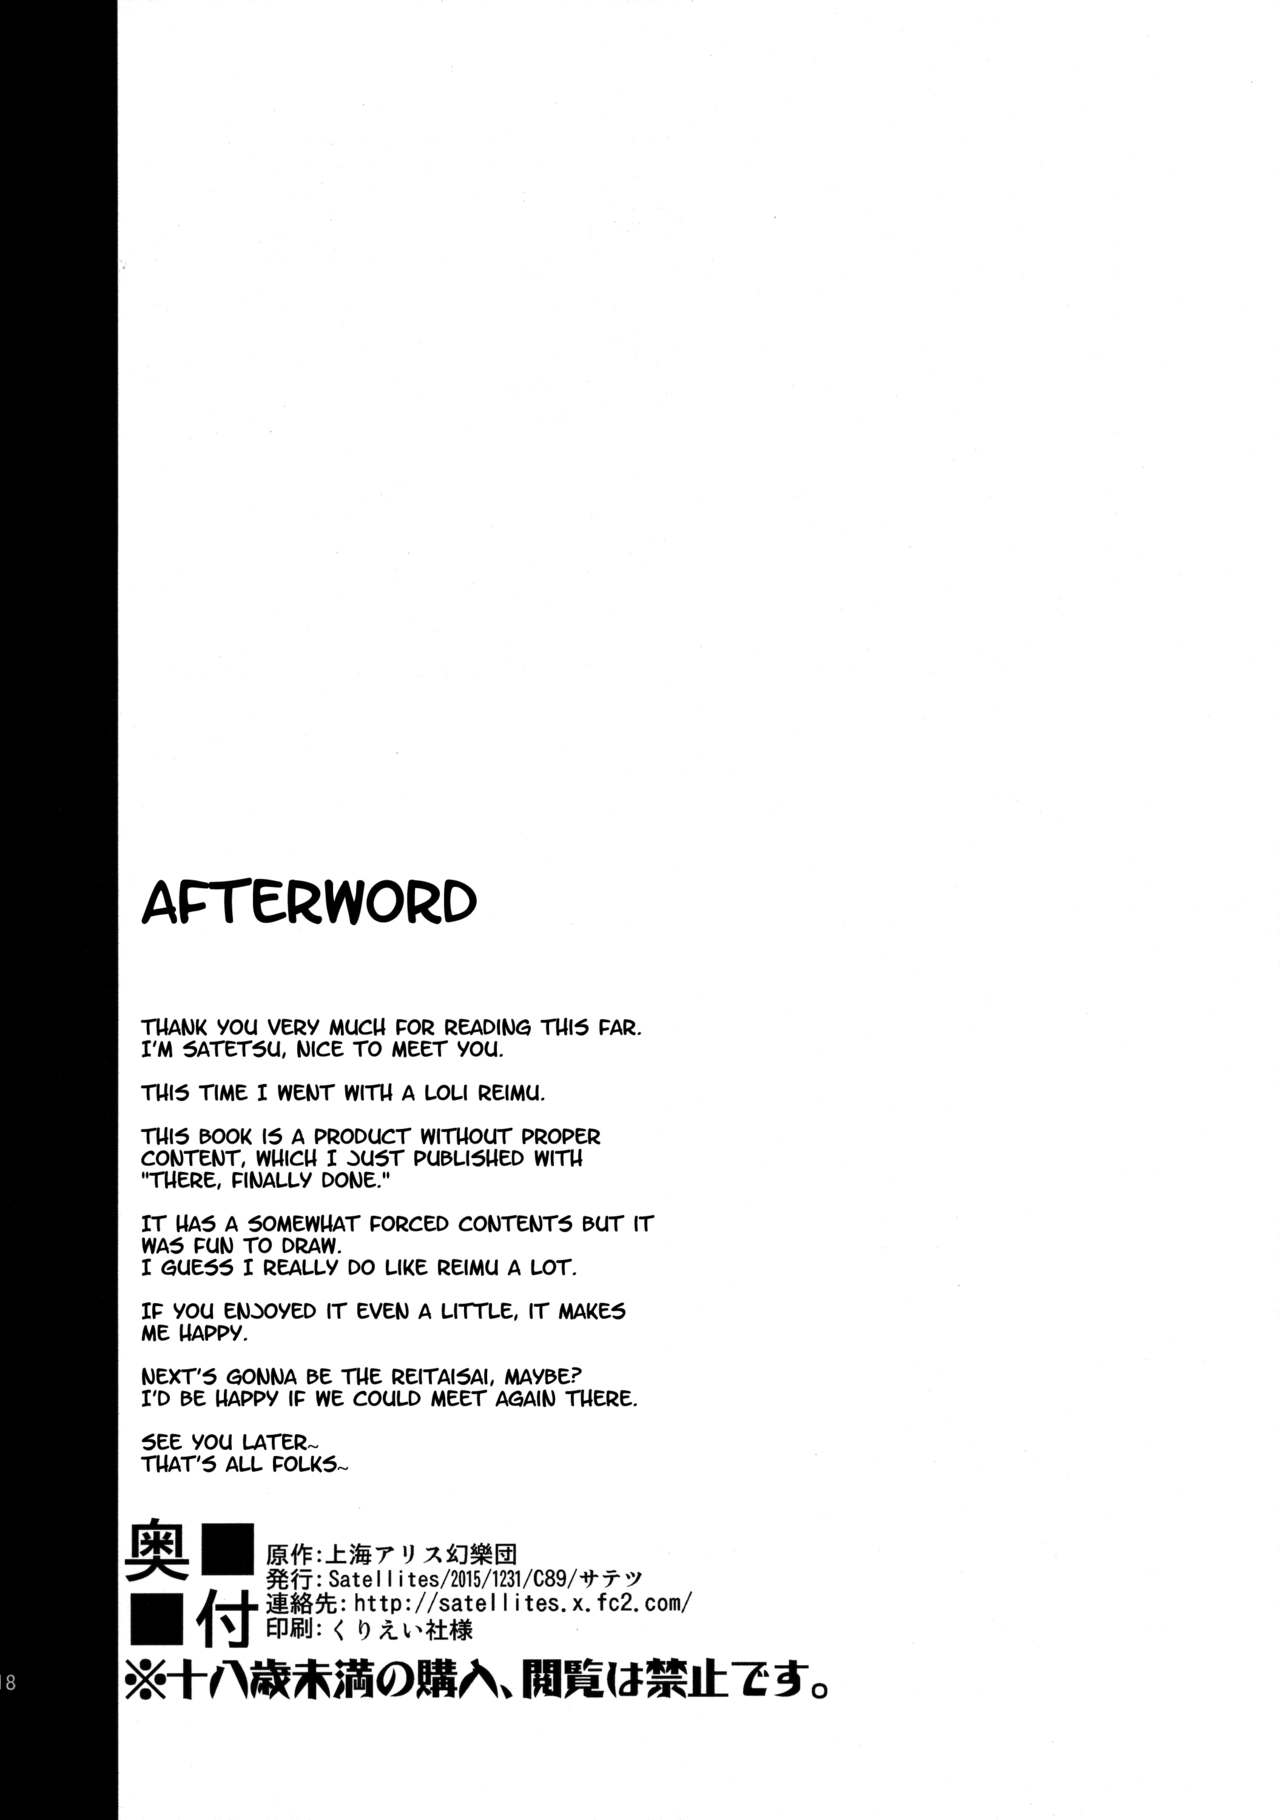 AFTERWORD
THANK YOU VERY MUCH FOR READING THIS FAR.
I'M SATETSU, NICE TO MEET YOU.
THIS TIME I WENT WITH A LOLI REIMU.
THIS BOOK IS A PRODUCT WITHOUT PROPER
CONTENT, WHICH I JUST PUBLISHED WITH
"THERE, FINALLY DONE."
IT HAS A SOMEWHAT FORCED CONTENTS BUT IT
WAS FUN TO DRAW.
I GUESS I REALLY DO LIKE REIMU A LOT.
IF YOU ENJOYED IT EVEN A LITTLE, IT MAKES
ME HAPPY.
NEXT'S GONNA BE THE REITAISAI, MAYBE?
I'D BE HAPPY IF WE COULD MEET AGAIN THERE.
SEE YOU LATER~
THAT'S ALL FOLKS~
奥■
■付
原作:上海アリス幻樂団
発行:Satellites/2015/1231/C89/サテツ
連絡先:http://satellites.x.fc2.com/
印刷:くりえい社様
※十八歳未満の購入、閲覧は禁止です。
18